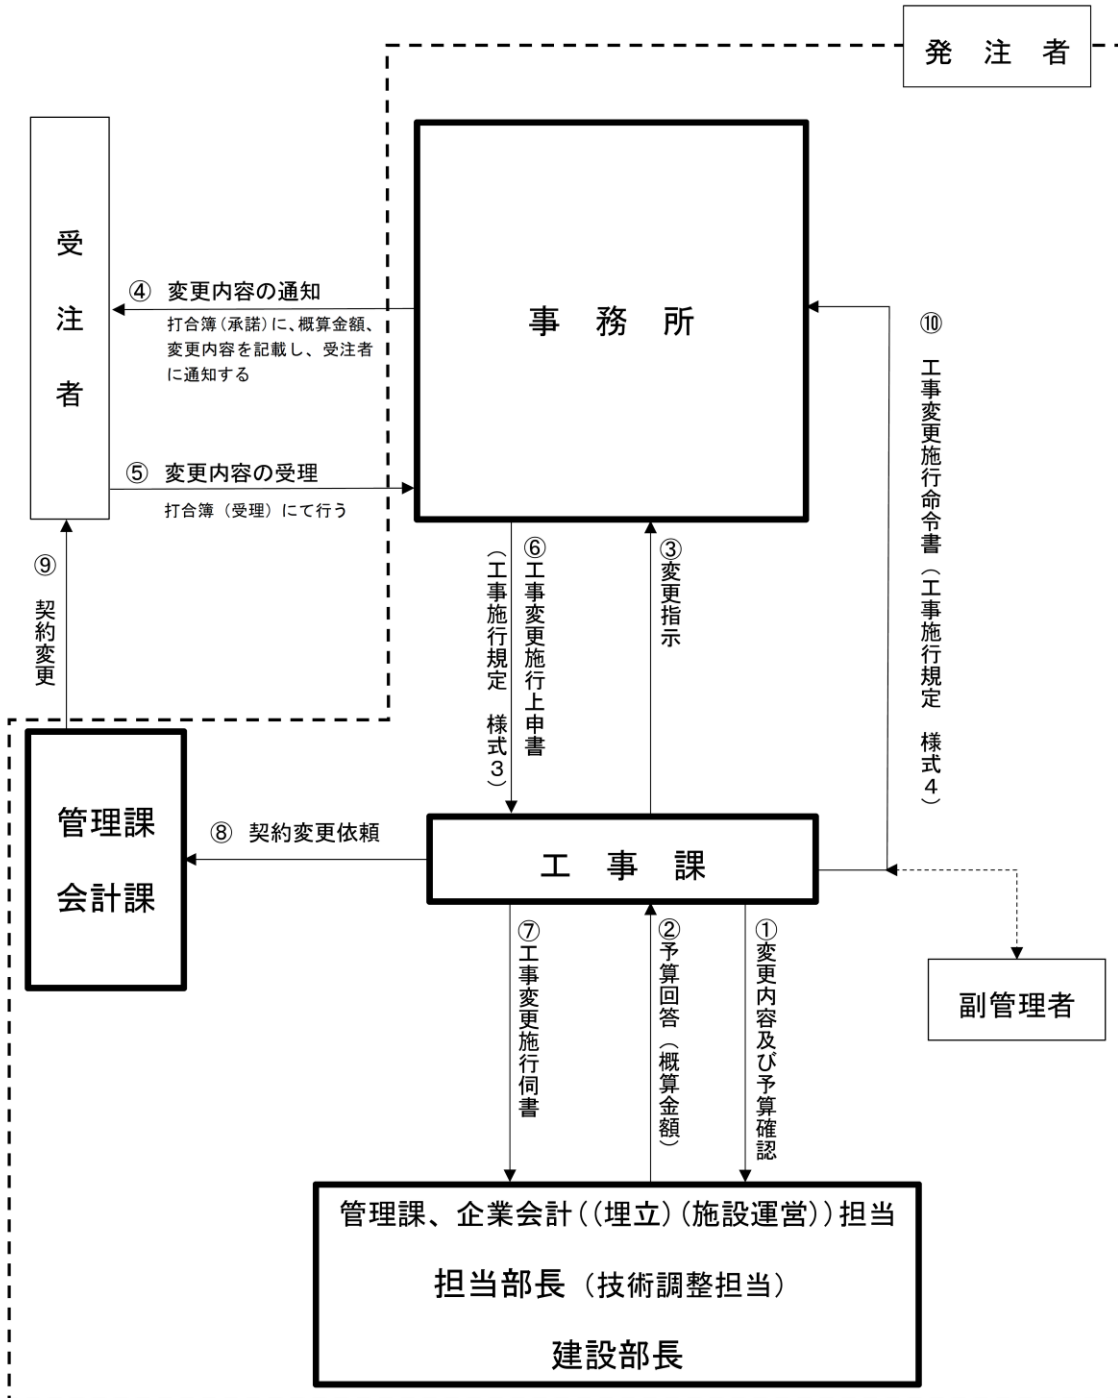 発　注　者
受注者
事　務　所
④　変更内容の通知
打合簿（承諾）に、概算金額、
変更内容を記載し、受注者
に通知する
⑤　変更内容の受理
打合簿（受理）にて行う
⑩　工事変更施行命令書（工事施行規定　様式４）
⑨　契約変更
⑥工事変更施行上申書
（工事施行規定　様式３）
③変更指示
管理課
会計課
⑧　契約変更依頼
工　事　課
副管理者
⑦工事変更施行伺書
②予算回答（概算金額）
①変更内容及び予算確認
管理課、企業会計（（埋立）（施設運営））担当
担当部長（技術調整担当）
建設部長